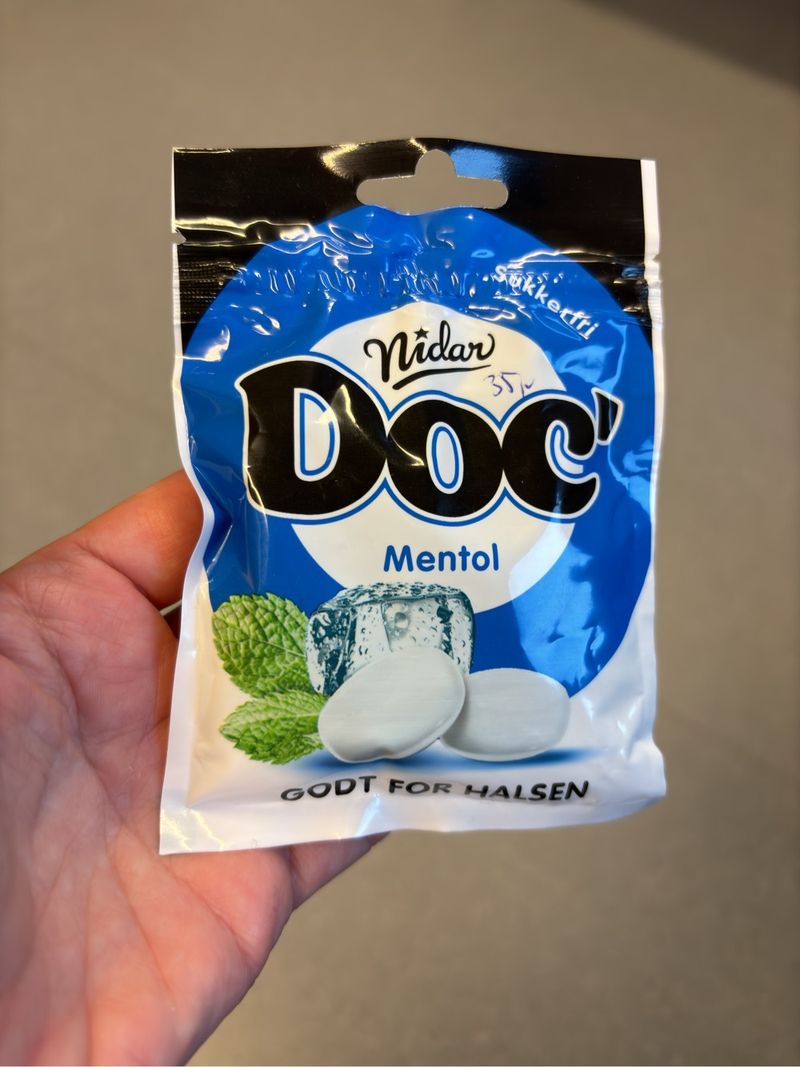 Sukkerfri
Nidar
35,-
DOC'
Mentol
GODT FOR HALSEN